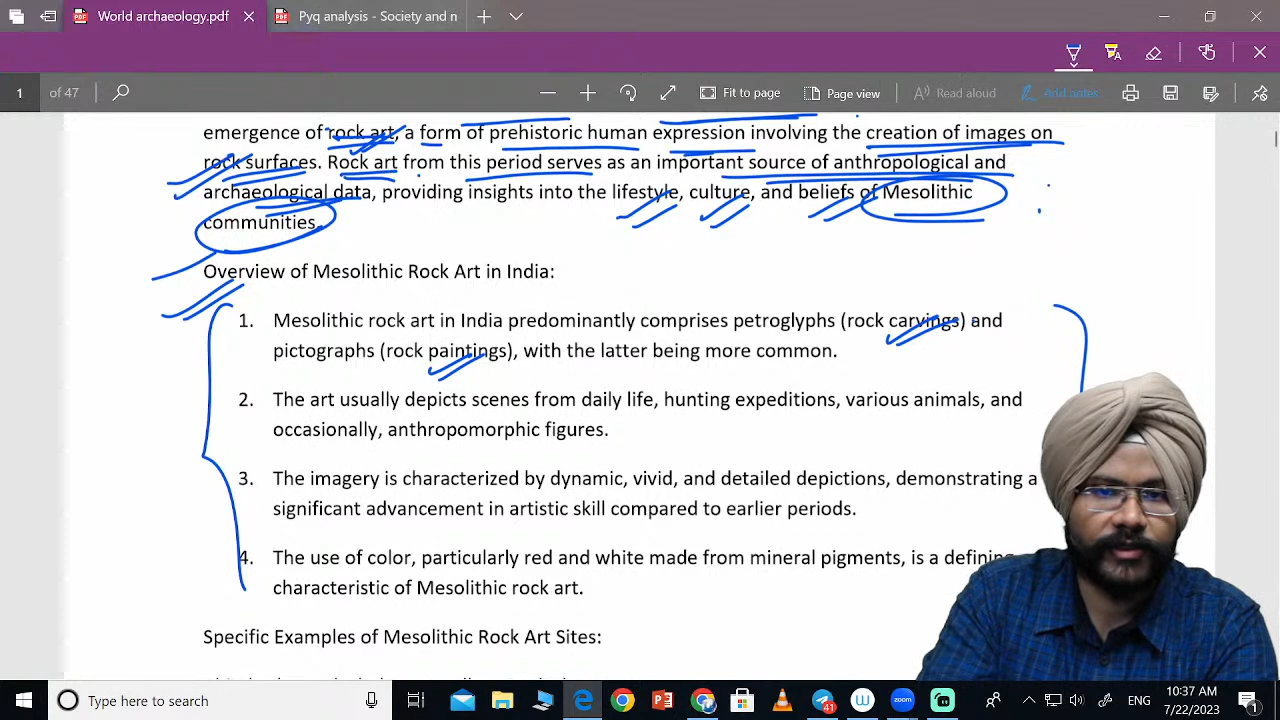 World archaeology.pdf
Pyq analysis - Society and n
1 of 47
Fit to page
Page view
Read aloud
Add notes
emergence of rock art, a form of prehistoric human expression involving the creation of images on
rock surfaces. Rock art from this period serves as an important source of anthropological and
archaeological data, providing insights into the lifestyle, culture, and beliefs of Mesolithic
communities.
Overview of Mesolithic Rock Art in India:
1. Mesolithic rock art in India predominantly comprises petroglyphs (rock carvings) and
pictographs (rock paintings), with the latter being more common.
2. The art usually depicts scenes from daily life, hunting expeditions, various animals, and
occasionally, anthropomorphic figures.
3. The imagery is characterized by dynamic, vivid, and detailed depictions, demonstrating a
significant advancement in artistic skill compared to earlier periods.
4. The use of color, particularly red and white made from mineral pigments, is a defining
characteristic of Mesolithic rock art.
Specific Examples of Mesolithic Rock Art Sites:
Type here to search
41
zoom
ENG
10:37 AM
7/22/2023
1